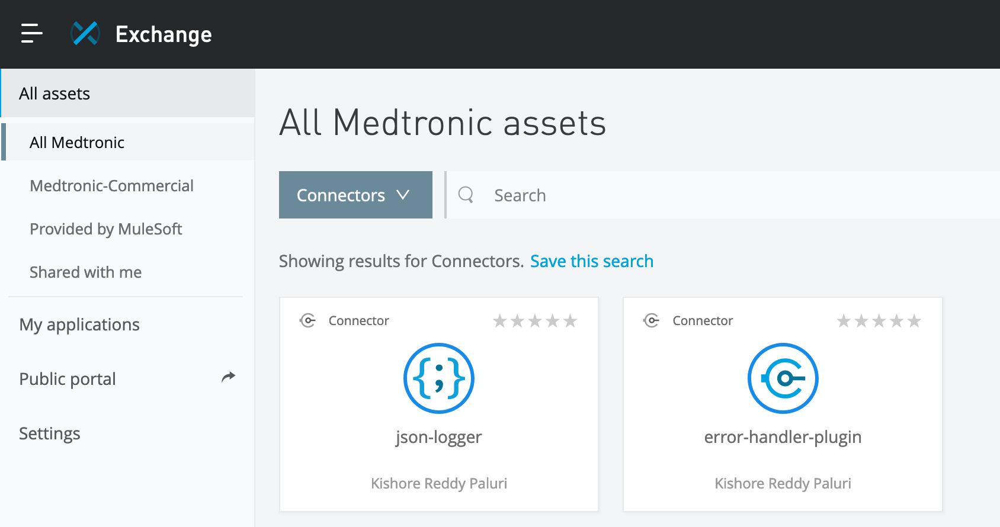 Exchange
All assets
All Medtronic
Medtronic-Commercial
Provided by MuleSoft
Shared with me
My applications
Public portal
Settings
All Medtronic assets
Connectors
Search
Showing results for Connectors. Save this search
Connector
{;}
json-logger
Kishore Reddy Paluri
Connector
error-handler-plugin
Kishore Reddy Paluri